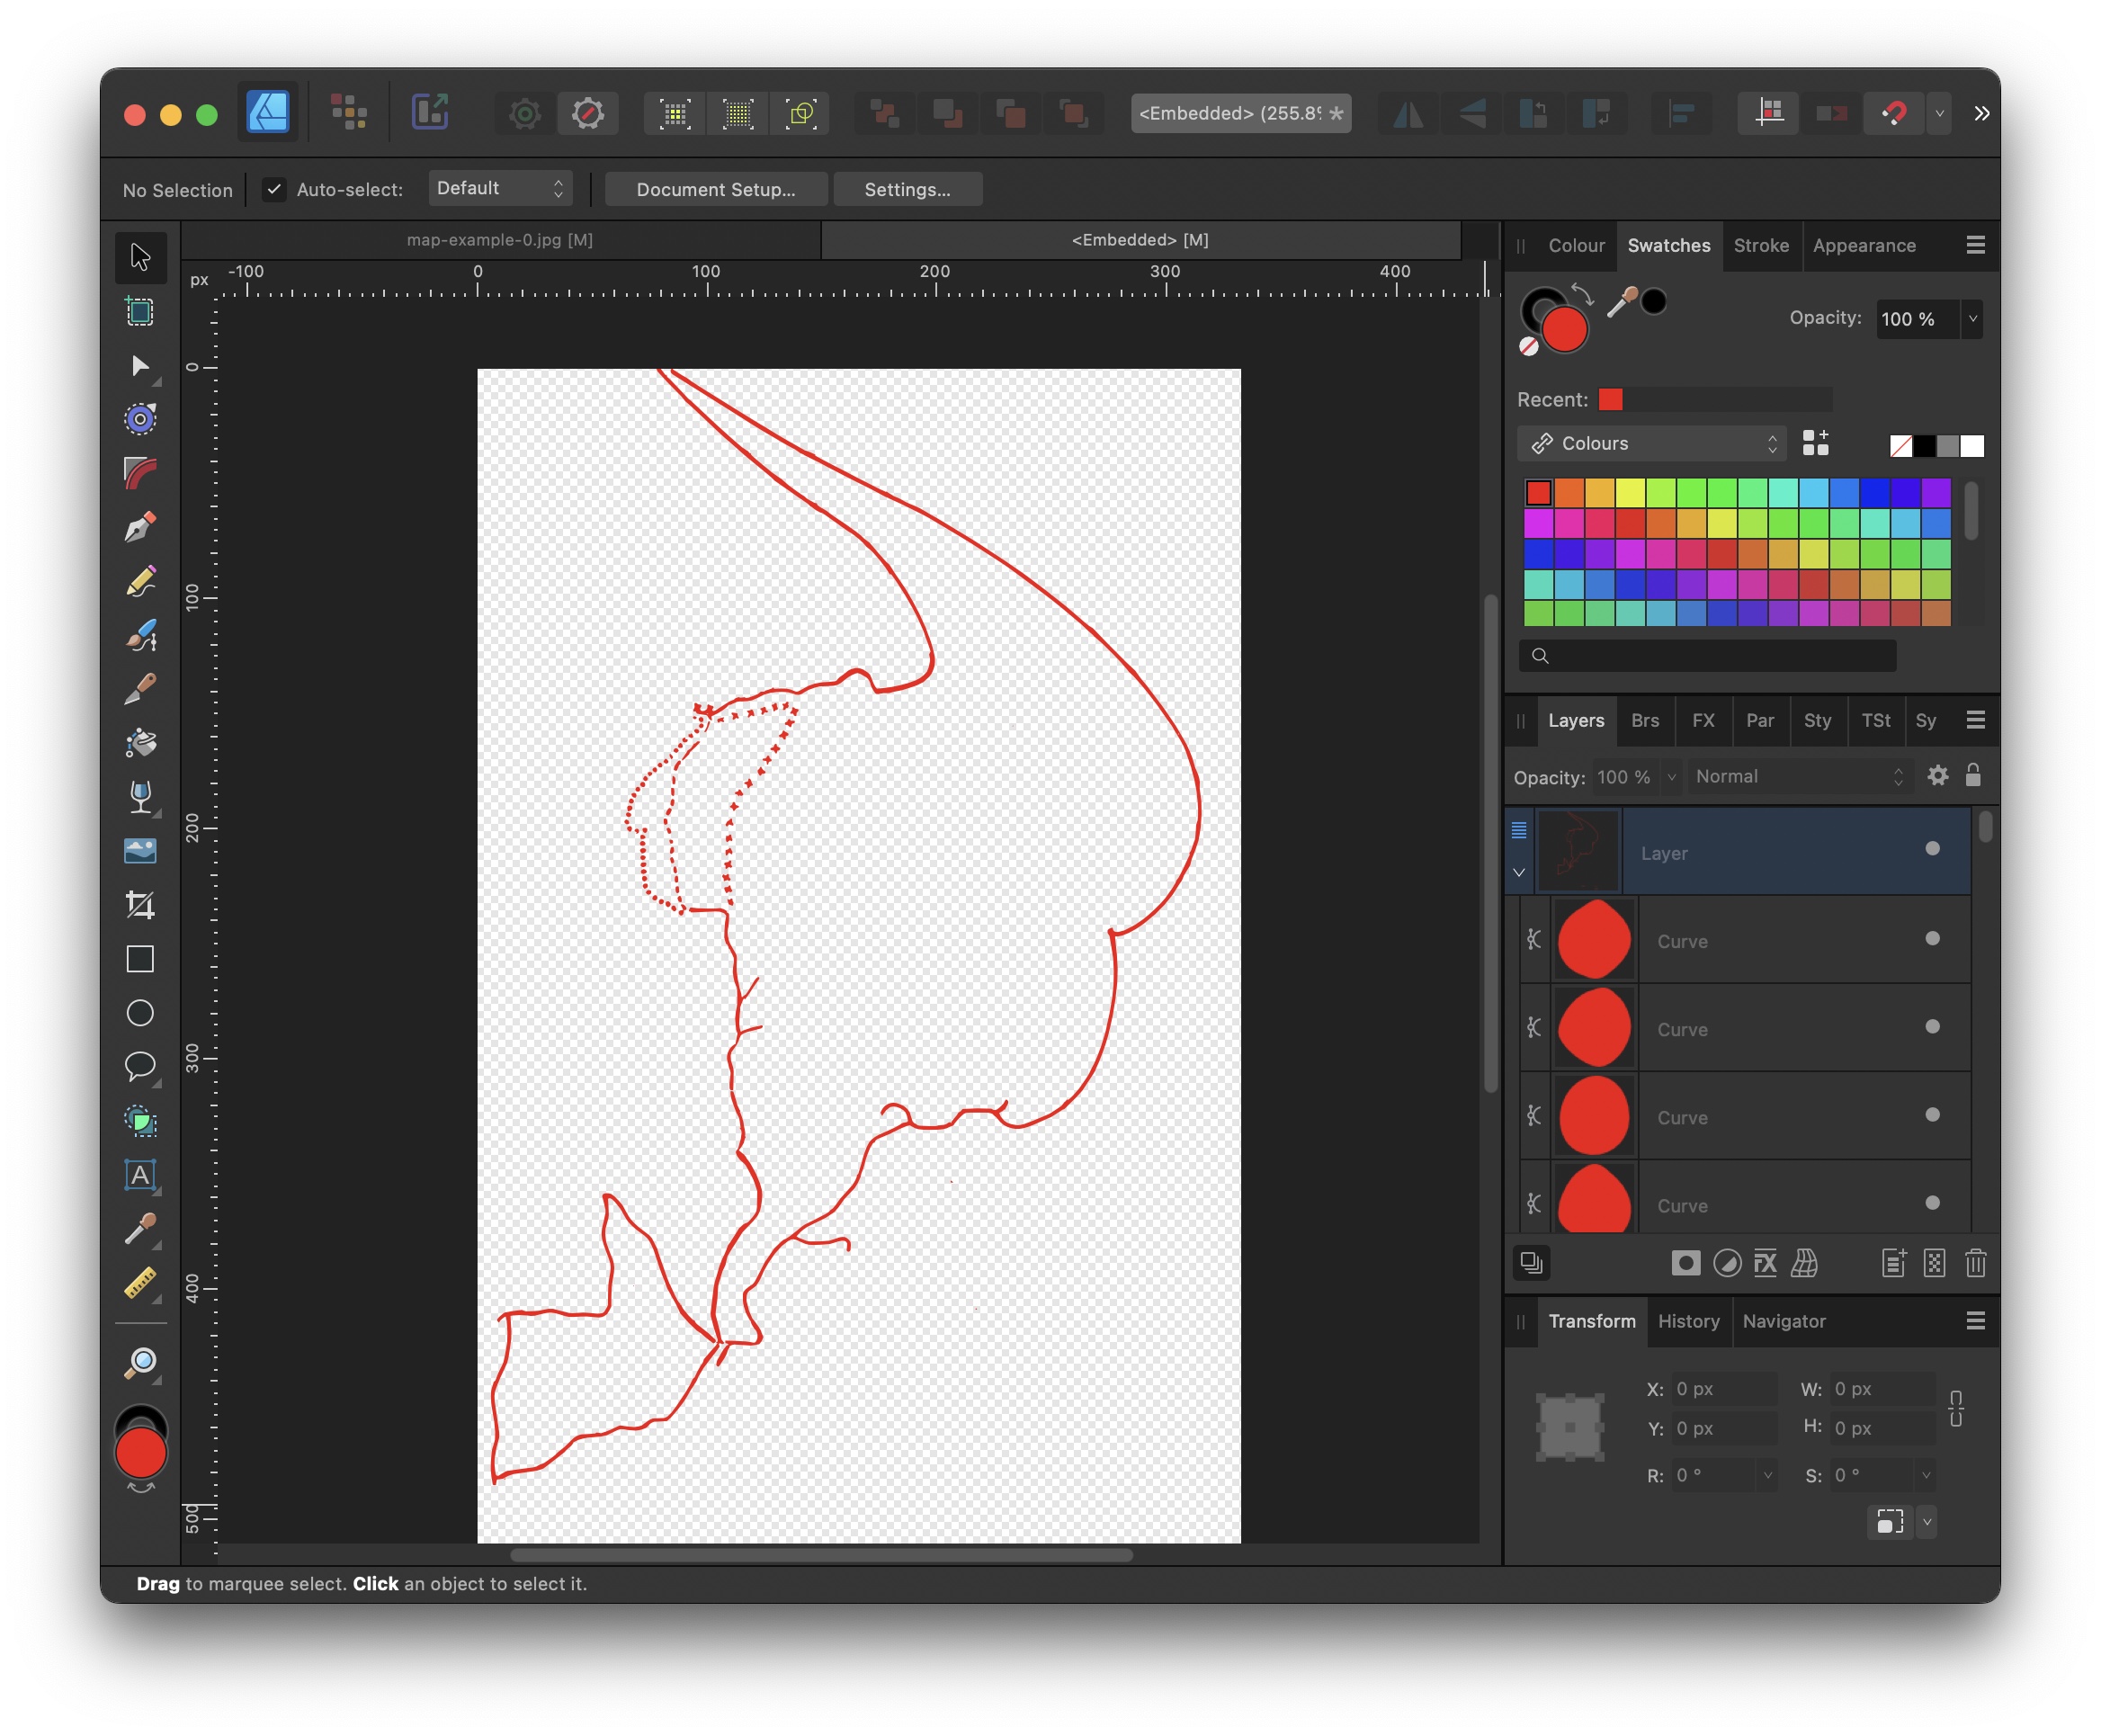 <Embedded> (255.8% *
No Selection
Auto-select:
Default
Document Setup...
Settings...
map-example-0.jpg [M]
<Embedded> [M]
px
-100 0 100 200 300 400
0
100
200
300
400
500
Colour Swatches Stroke Appearance
Opacity: 100 %
Recent:
Colours
Layers Brs FX Par Sty TSt Sy
Opacity: 100 % Normal
Layer
Curve
Curve
Curve
Curve
FX
A
Transform History Navigator
X: 0 px W: 0 px
Y: 0 px H: 0 px
R: 0 ° S: 0 °
Drag to marquee select. Click an object to select it.